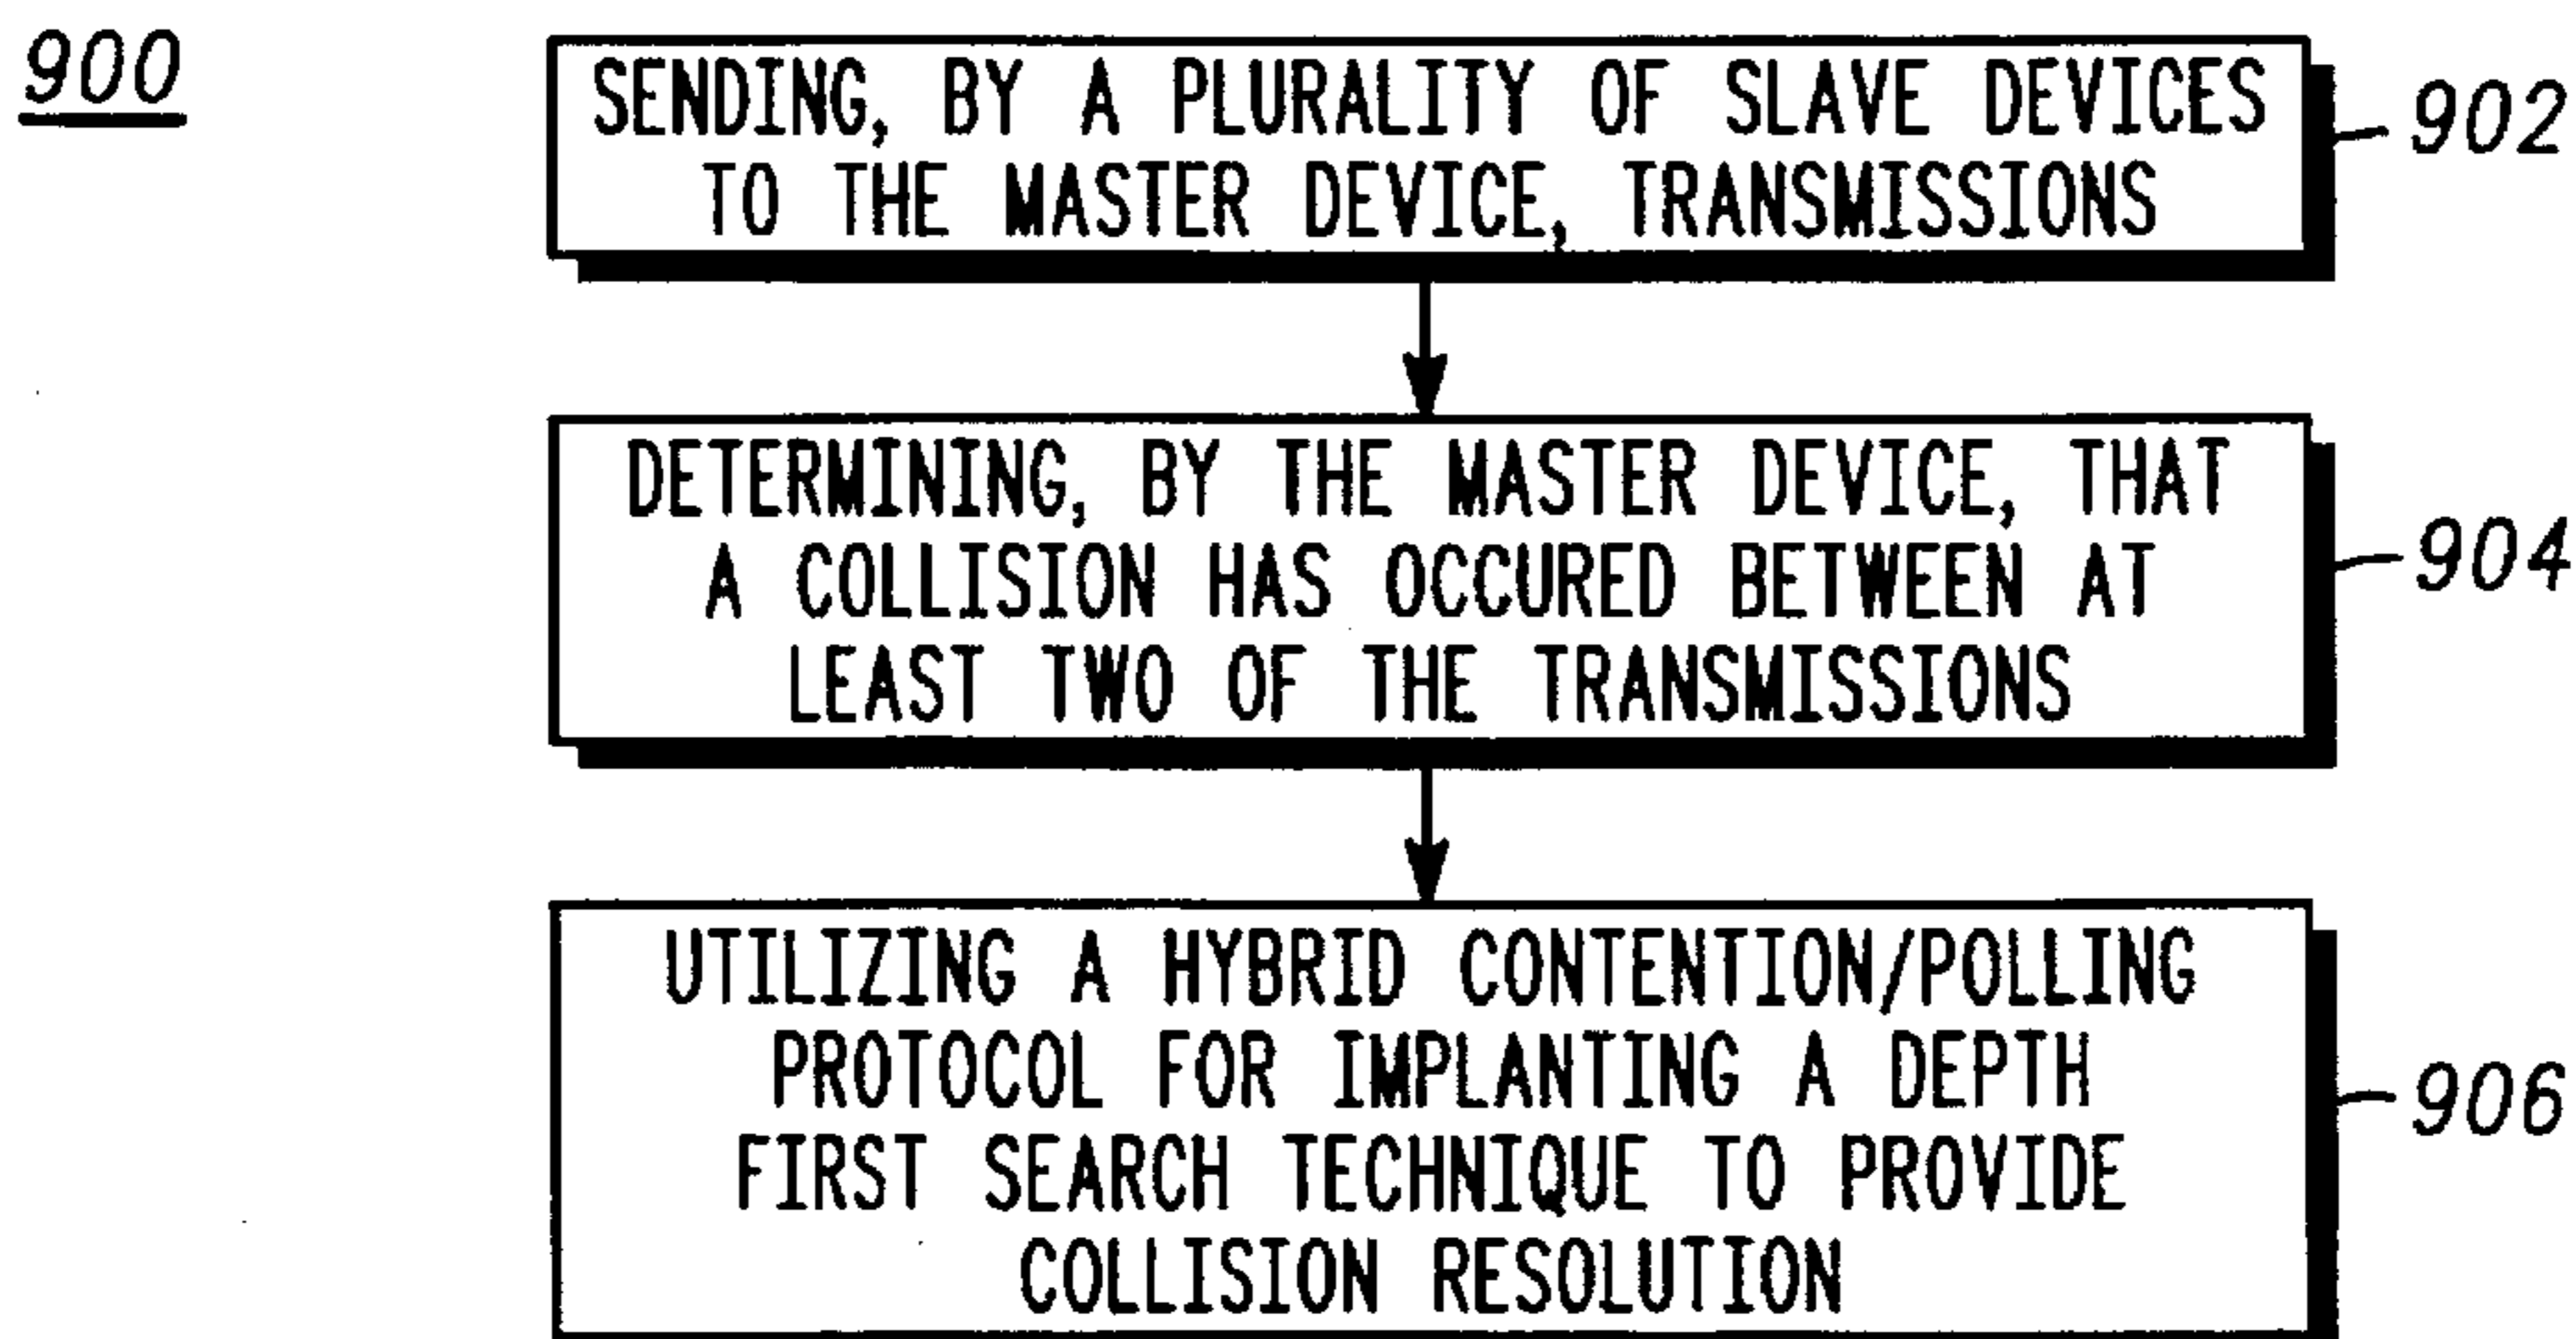 900
SENDING, BY A PLURALITY OF SLAVE DEVICES
TO THE MASTER DEVICE, TRANSMISSIONS
902
DETERMINING, BY THE MASTER DEVICE, THAT
A COLLISION HAS OCCURED BETWEEN AT
LEAST TWO OF THE TRANSMISSIONS
904
UTILIZING A HYBRID CONTENTION/POLLING
PROTOCOL FOR IMPLANTING A DEPTH
FIRST SEARCH TECHNIQUE TO PROVIDE
COLLISION RESOLUTION
906